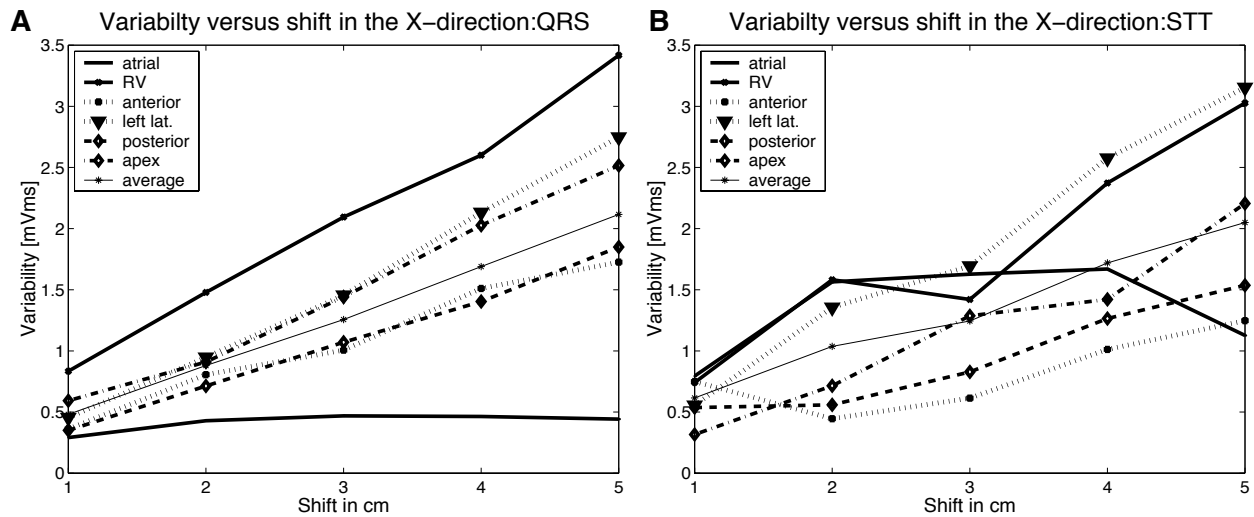 A
Variabilty versus shift in the X−direction:QRS
Variability [mVms]
3.5
3
2.5
2
1.5
1
0.5
0
atrial
RV
anterior
left lat.
posterior
apex
average
1 2 3 4 5
Shift in cm
B
Variabilty versus shift in the X−direction:STT
Variability [mVms]
3.5
3
2.5
2
1.5
1
0.5
0
atrial
RV
anterior
left lat.
posterior
apex
average
1 2 3 4 5
Shift in cm